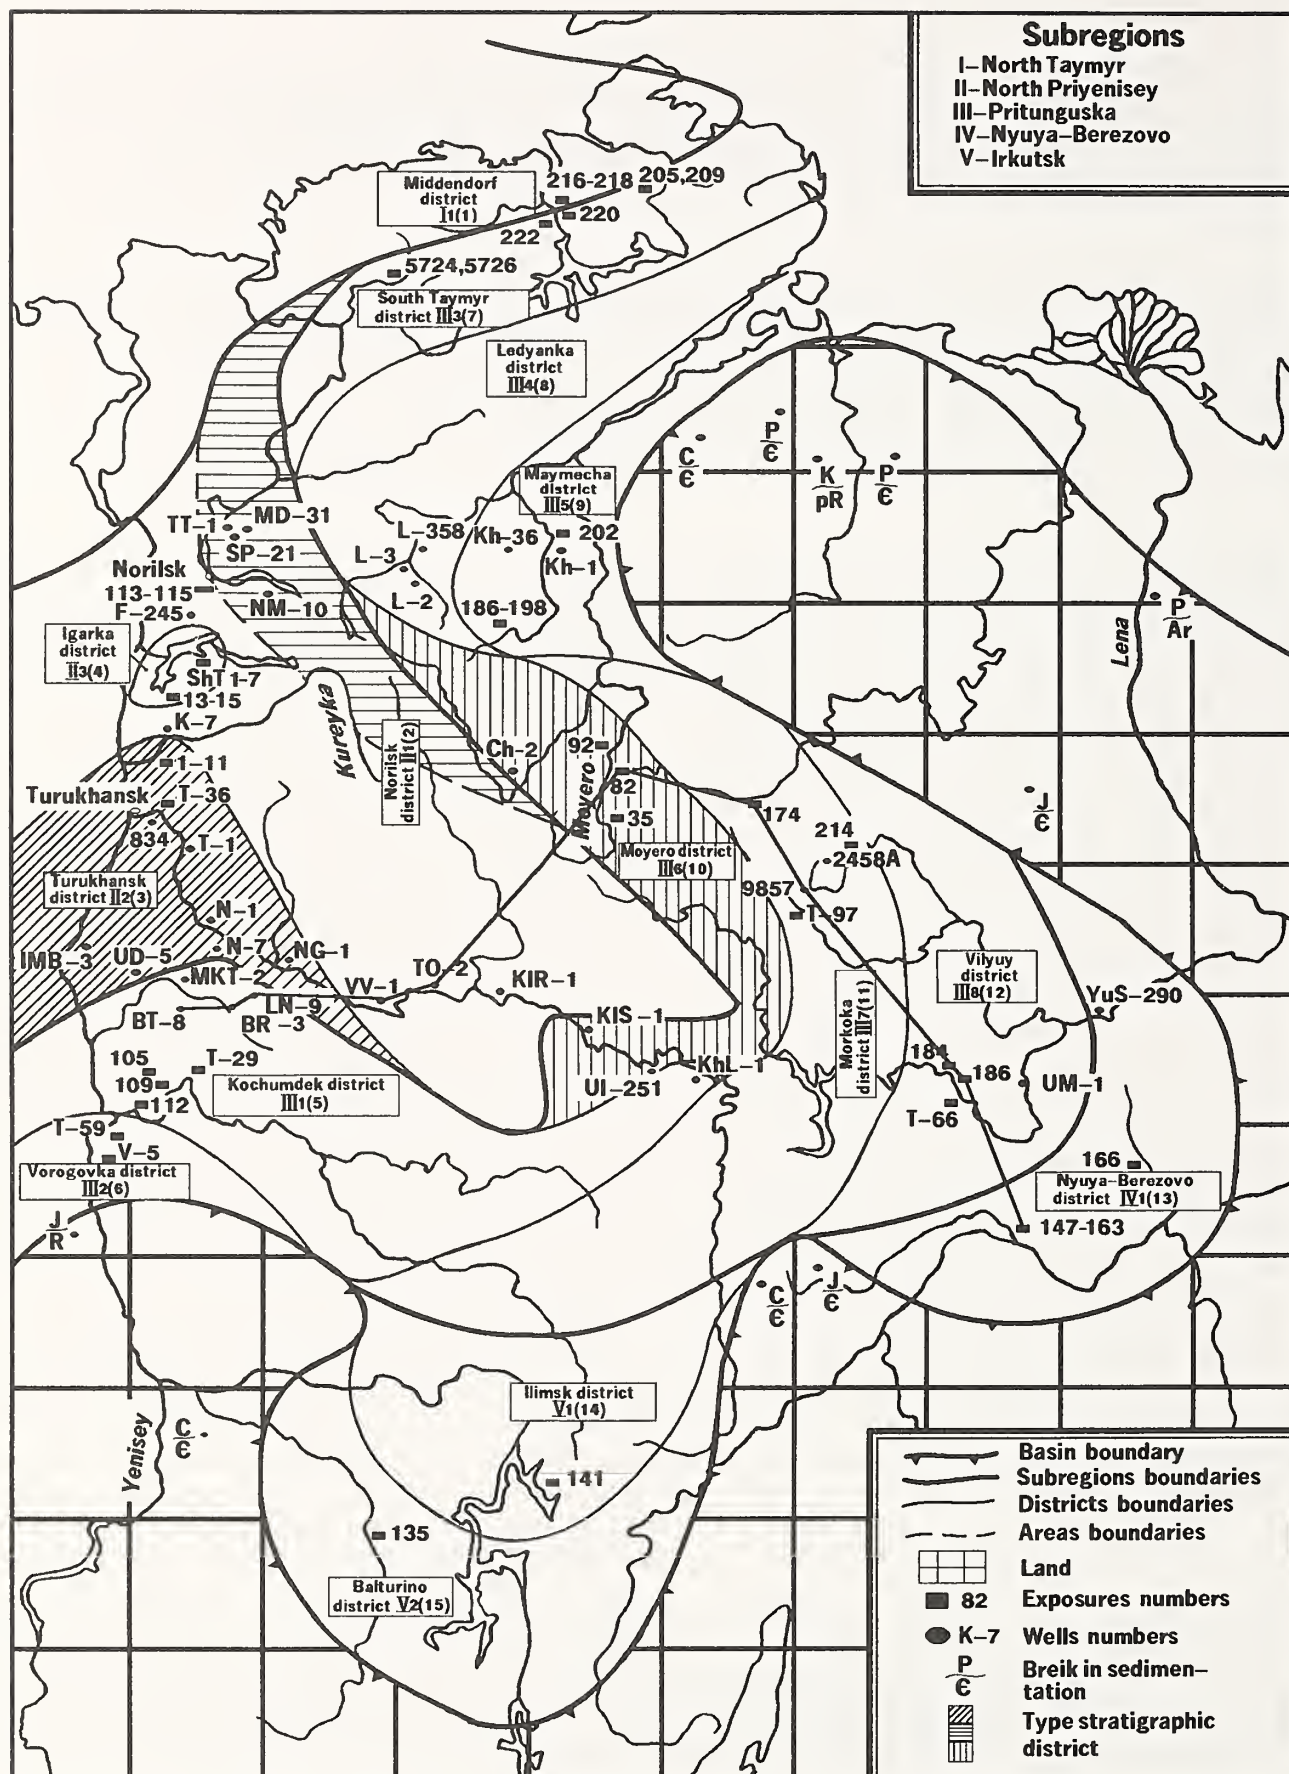 Subregions
I–North Taymyr
II–North Priyenisey
III–Pritunguska
IV–Nyuya–Berezovo
V–Irkutsk
Middendorf
district
I1(1)
216-218
205,209
220
222
5724,5726
South Taymyr
district III3(7)
Ledyanka
district
III4(8)
P
Є
C
Є
K
pR
P
Є
Maymecha
district
III5(9)
MD–31
TT–1
SP–21
L–358
Kh–36
202
L–3
Kh–1
Norilsk
113-115
NM–10
L–2
186-198
F–245
P
Ar
Lena
Igarka
district
II3(4)
ShT 1-7
13-15
K–7
Kureyka
Norilsk
district II1(2)
Ch–2
92
Moyero
1–11
82
Turukhansk
T–36
174
J
Є
834
35
214
T–1
Moyero district
III6(10)
2458A
Turukhansk
district II2(3)
9857
T–97
N–1
IMB–3
UD–5
N–7
NG–1
MKT–2
VV–1
TO–2
KIR–1
Vilyuy
district
III8(12)
YuS–290
Morkoka
district III7(11)
BT–8
LN–9
BR–3
KIS–1
105
T–29
109
112
Kochumdek district
III1(5)
UI–251
KhL–1
184
186
UM–1
T–66
T–59
V–5
166
Vorogovka district
III2(6)
Nyuya–Berezovo
district IV1(13)
147-163
J
R
C
Є
J
Є
Ilimsk district
V1(14)
Yenisey
C
Є
141
135
Balturino
district V2(15)
Basin boundary
Subregions boundaries
Districts boundaries
Areas boundaries
Land
82 Exposures numbers
K–7 Wells numbers
P
Є
Breik in sedimen–
tation
Type stratigraphic
district